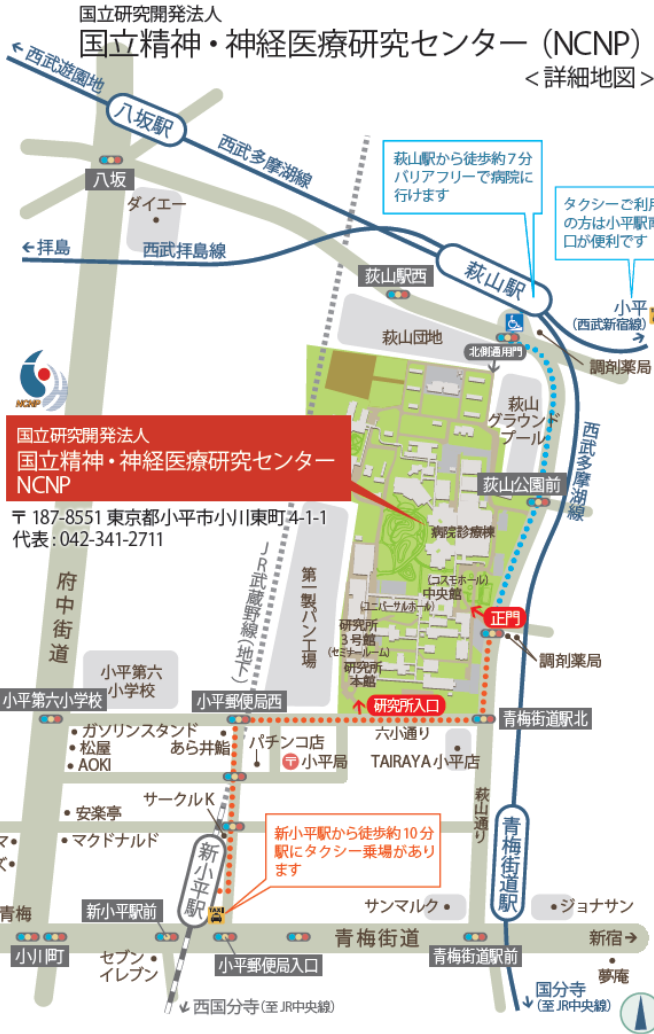 国立研究開発法人
国立精神・神経医療研究センター（NCNP）
＜詳細地図＞
←西武遊園地
八坂駅
西武多摩湖線
八坂
ダイエー
萩山駅から徒歩約７分
バリアフリーで病院に
行けます
タクシーご利用
の方は小平駅南
口が便利です
←拝島
西武拝島線
萩山駅西
萩山駅
小平
(西武新宿線)
萩山団地
北側通用門
調剤薬局
NCNP
萩山
グラウンド
プール
西武多摩湖線
国立研究開発法人
国立精神・神経医療研究センター
NCNP
萩山公園前
〒187-8551 東京都小平市小川東町 4-1-1
代表：042-341-2711
病院診療棟
JR武蔵野線（地下）
第一製パン工場
(コスモホール)
中央館
(ユニバーサルホール)
正門
研究所
３号館
(セミナールーム)
研究所
本館
調剤薬局
府中街道
小平第六
小学校
小平第六小学校
小平郵便局西
研究所入口
青梅街道駅北
六小通り
ガソリンスタンド
松屋
あら井鮨
AOKI
パチンコ店
〒小平局
TAIRAYA 小平店
萩山通り
サークルK
安楽亭
マクドナルド
新小平駅から徒歩約10分
駅にタクシー乗場があり
ます
新小平駅
青梅街道駅
TAXI
サンマルク
ジョナサン
青梅
新小平駅前
青梅街道
新宿→
小川町
セブン
イレブン
小平郵便局入口
青梅街道駅前
夢庵
国分寺
(至 JR中央線)
西国分寺(至 JR中央線)